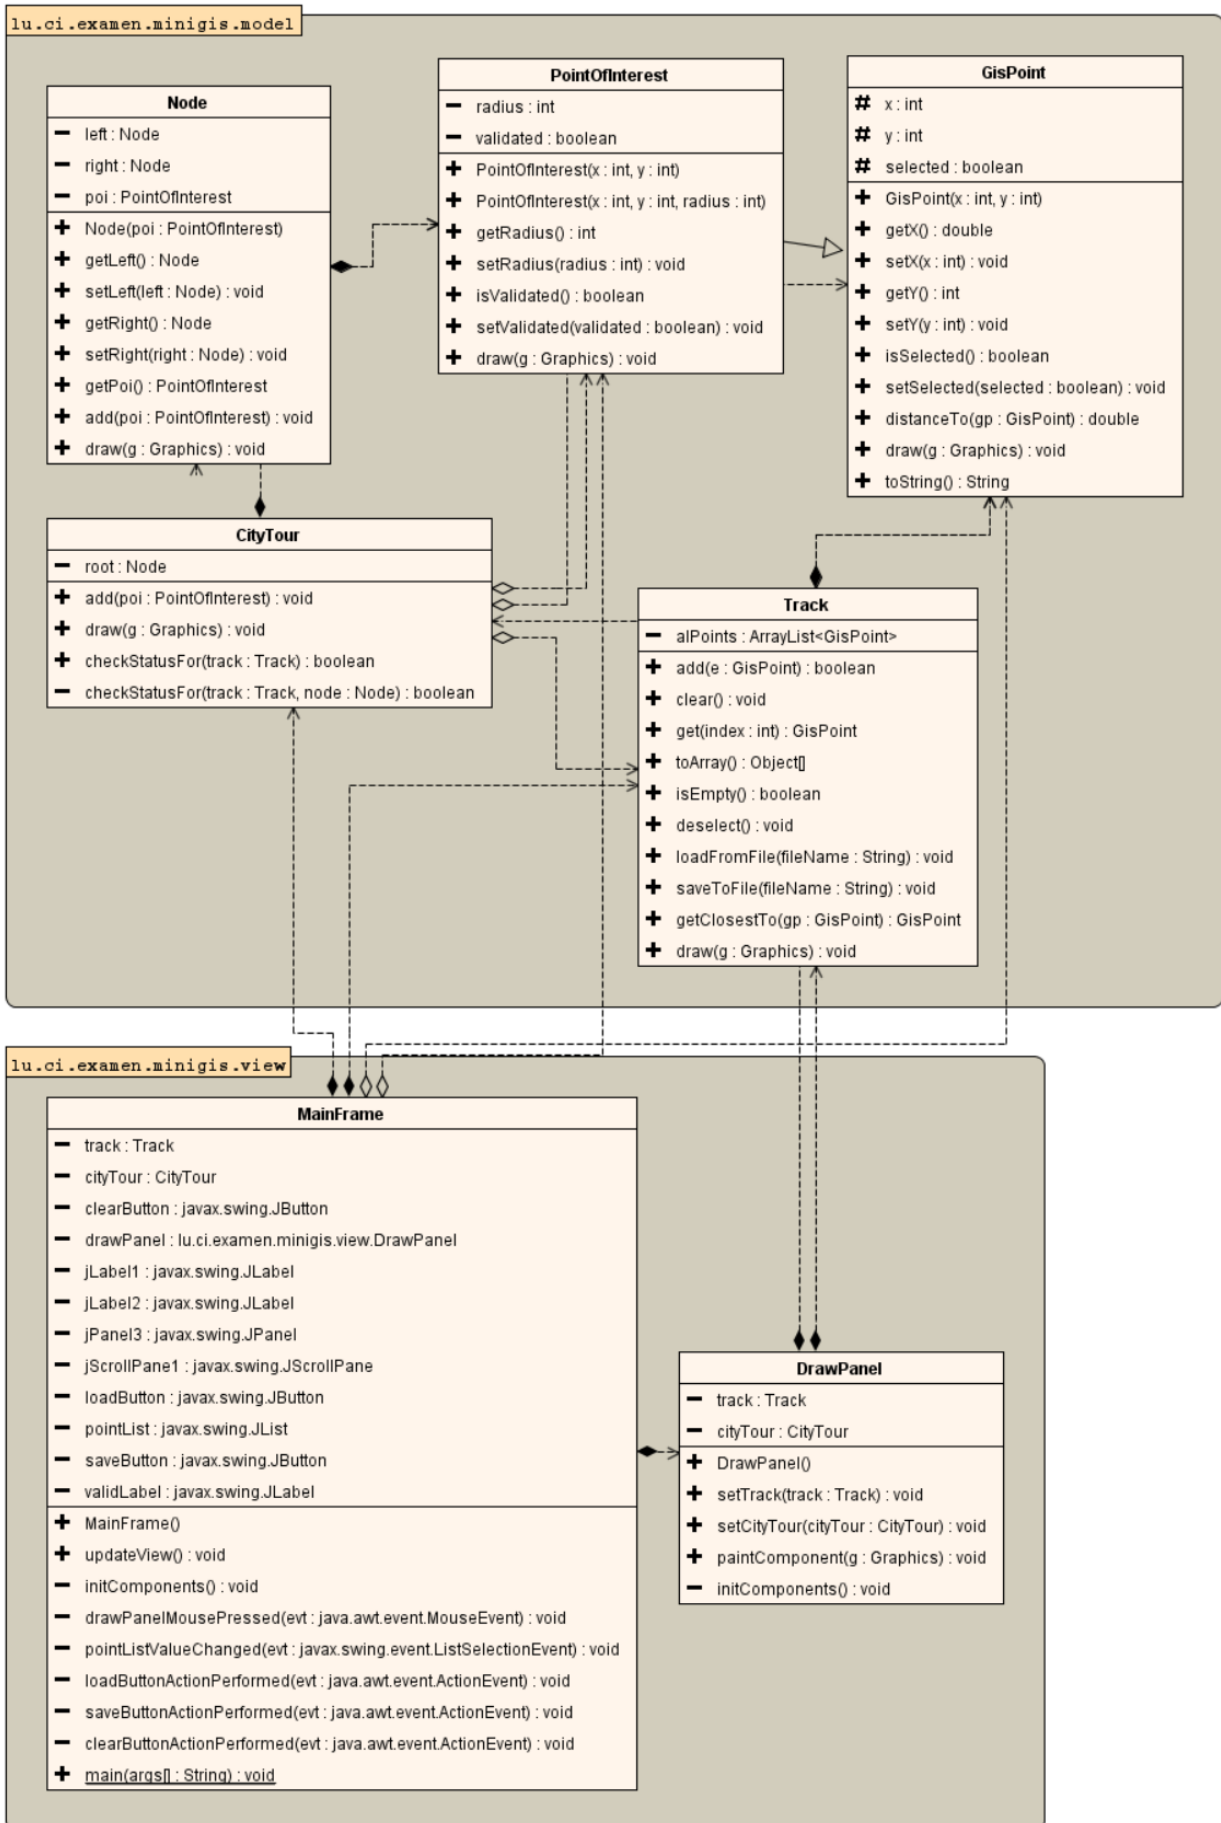 lu.ci.examen.minigis.model
Node
− left : Node
− right : Node
− poi : PointOfInterest
+ Node(poi : PointOfInterest)
+ getLeft() : Node
+ setLeft(left : Node) : void
+ getRight() : Node
+ setRight(right : Node) : void
+ getPoi() : PointOfInterest
+ add(poi : PointOfInterest) : void
+ draw(g : Graphics) : void
PointOfInterest
− radius : int
− validated : boolean
+ PointOfInterest(x : int, y : int)
+ PointOfInterest(x : int, y : int, radius : int)
+ getRadius() : int
+ setRadius(radius : int) : void
+ isValidated() : boolean
+ setValidated(validated : boolean) : void
+ draw(g : Graphics) : void
GisPoint
# x : int
# y : int
# selected : boolean
+ GisPoint(x : int, y : int)
+ getX() : double
+ setX(x : int) : void
+ getY() : int
+ setY(y : int) : void
+ isSelected() : boolean
+ setSelected(selected : boolean) : void
+ distanceTo(gp : GisPoint) : double
+ draw(g : Graphics) : void
+ toString() : String
CityTour
− root : Node
+ add(poi : PointOfInterest) : void
+ draw(g : Graphics) : void
+ checkStatusFor(track : Track) : boolean
− checkStatusFor(track : Track, node : Node) : boolean
Track
− alPoints : ArrayList<GisPoint>
+ add(e : GisPoint) : boolean
+ clear() : void
+ get(index : int) : GisPoint
+ toArray() : Object[]
+ isEmpty() : boolean
+ deselect() : void
+ loadFromFile(fileName : String) : void
+ saveToFile(fileName : String) : void
+ getClosestTo(gp : GisPoint) : GisPoint
+ draw(g : Graphics) : void
lu.ci.examen.minigis.view
MainFrame
− track : Track
− cityTour : CityTour
− clearButton : javax.swing.JButton
− drawPanel : lu.ci.examen.minigis.view.DrawPanel
− jLabel1 : javax.swing.JLabel
− jLabel2 : javax.swing.JLabel
− jPanel3 : javax.swing.JPanel
− jScrollPane1 : javax.swing.JScrollPane
− loadButton : javax.swing.JButton
− pointList : javax.swing.JList
− saveButton : javax.swing.JButton
− validLabel : javax.swing.JLabel
+ MainFrame()
+ updateView() : void
− initComponents() : void
− drawPanelMousePressed(evt : java.awt.event.MouseEvent) : void
− pointListValueChanged(evt : javax.swing.event.ListSelectionEvent) : void
− loadButtonActionPerformed(evt : java.awt.event.ActionEvent) : void
− saveButtonActionPerformed(evt : java.awt.event.ActionEvent) : void
− clearButtonActionPerformed(evt : java.awt.event.ActionEvent) : void
+ main(args[] : String) : void
DrawPanel
− track : Track
− cityTour : CityTour
+ DrawPanel()
+ setTrack(track : Track) : void
+ setCityTour(cityTour : CityTour) : void
+ paintComponent(g : Graphics) : void
− initComponents() : void